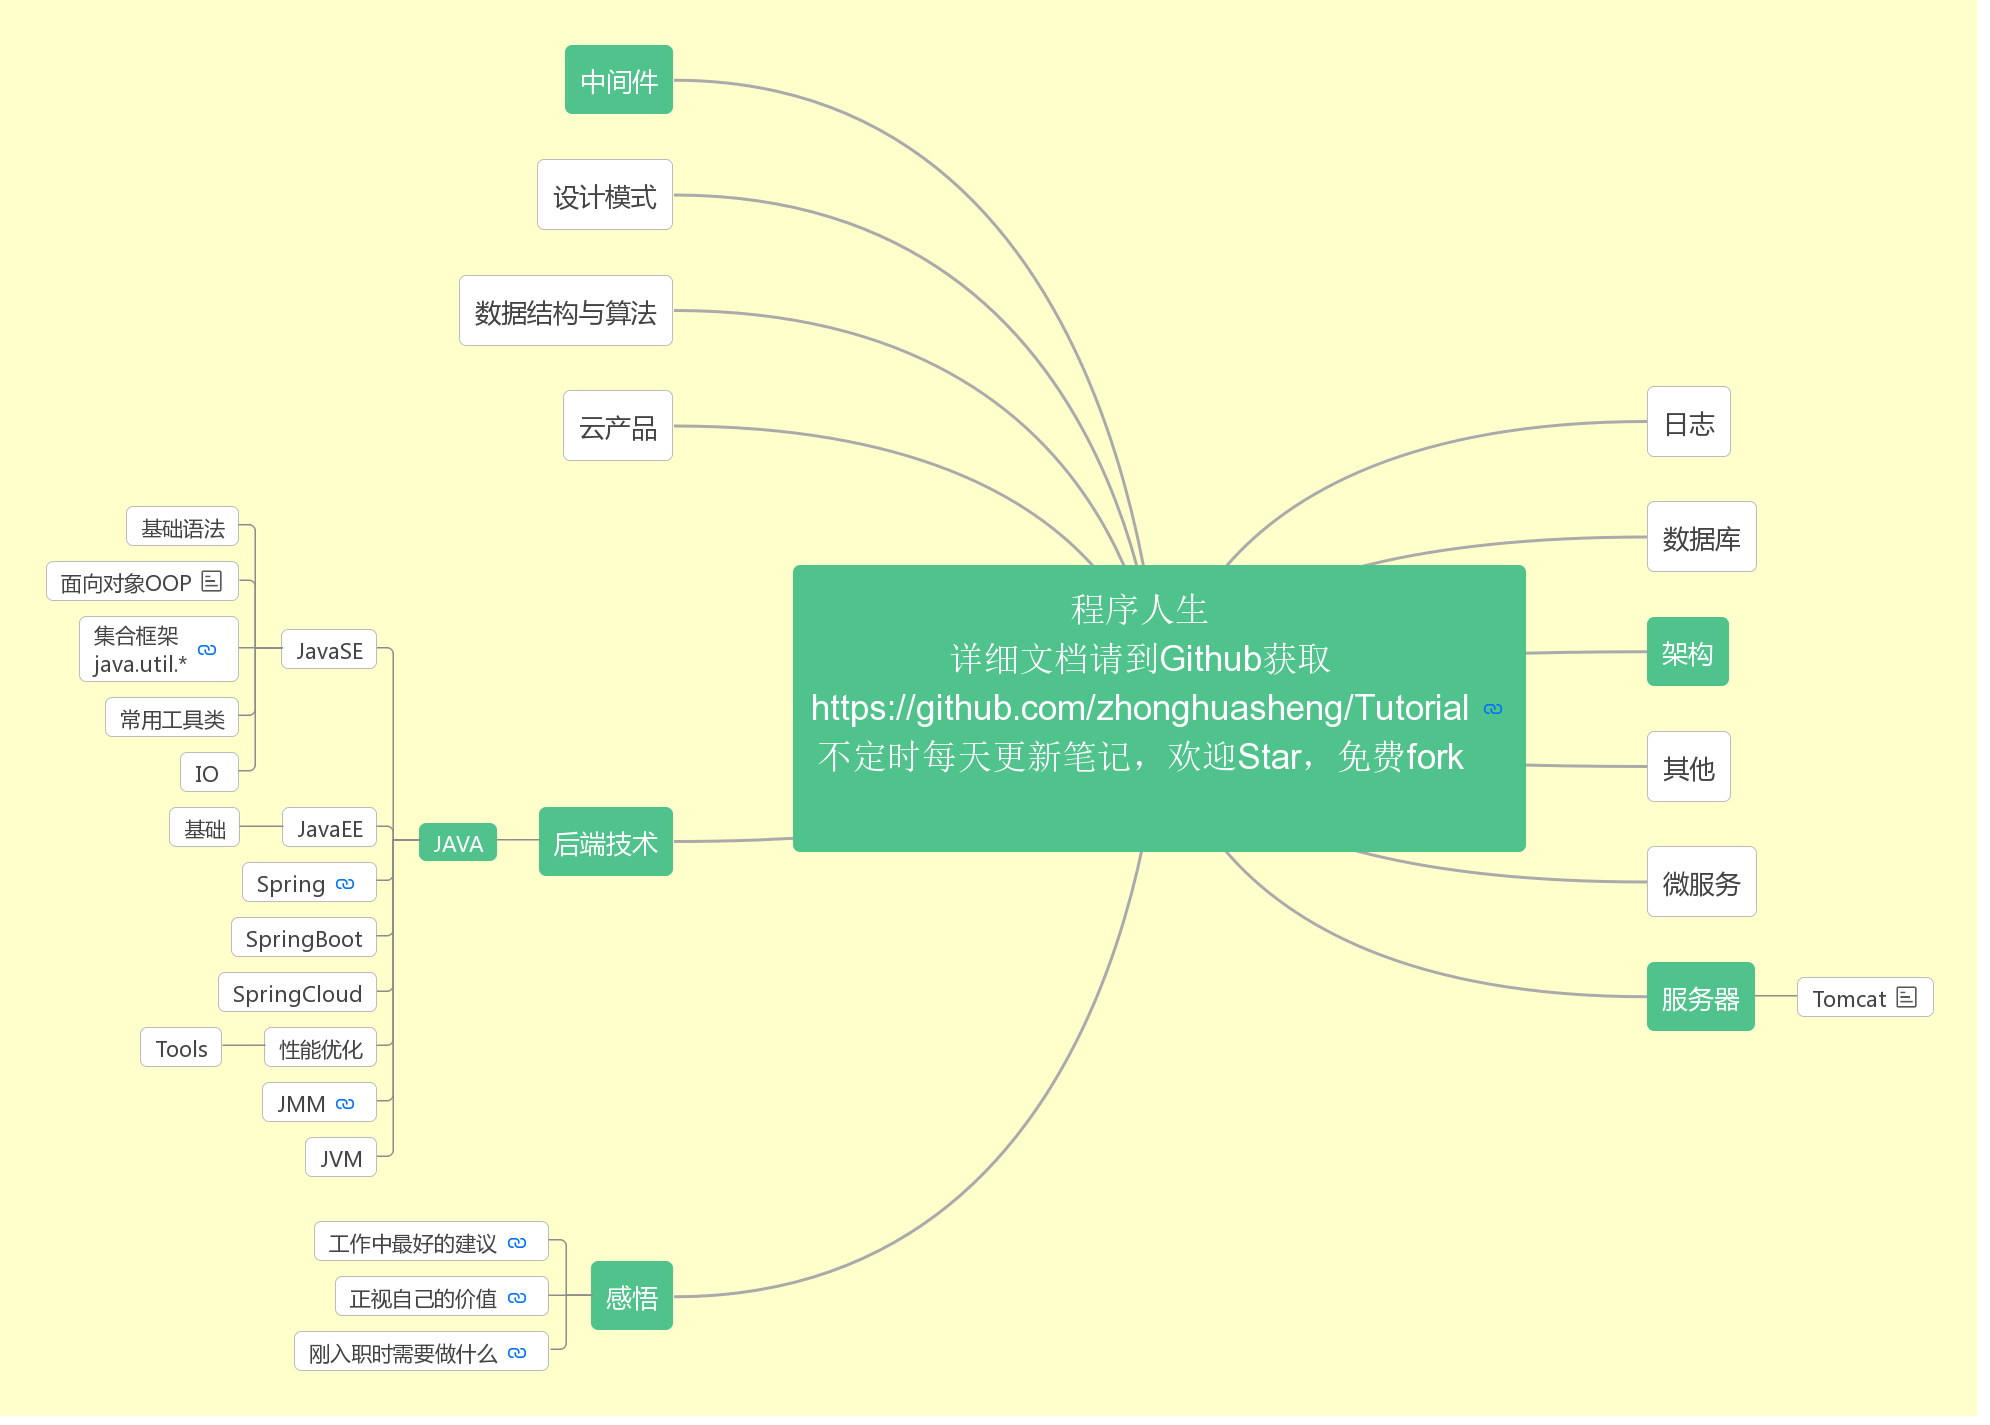 中间件
设计模式
数据结构与算法
云产品
基础语法
面向对象OOP
集合框架
java.util.*
常用工具类
IO
JavaSE
基础
JavaEE
Spring
SpringBoot
SpringCloud
Tools
性能优化
JMM
JVM
JAVA
后端技术
工作中最好的建议
正视自己的价值
刚入职时需要做什么
感悟
程序人生
详细文档请到Github获取
https://github.com/zhonghuasheng/Tutorial
不定时每天更新笔记，欢迎Star，免费fork
日志
数据库
架构
其他
微服务
服务器
Tomcat